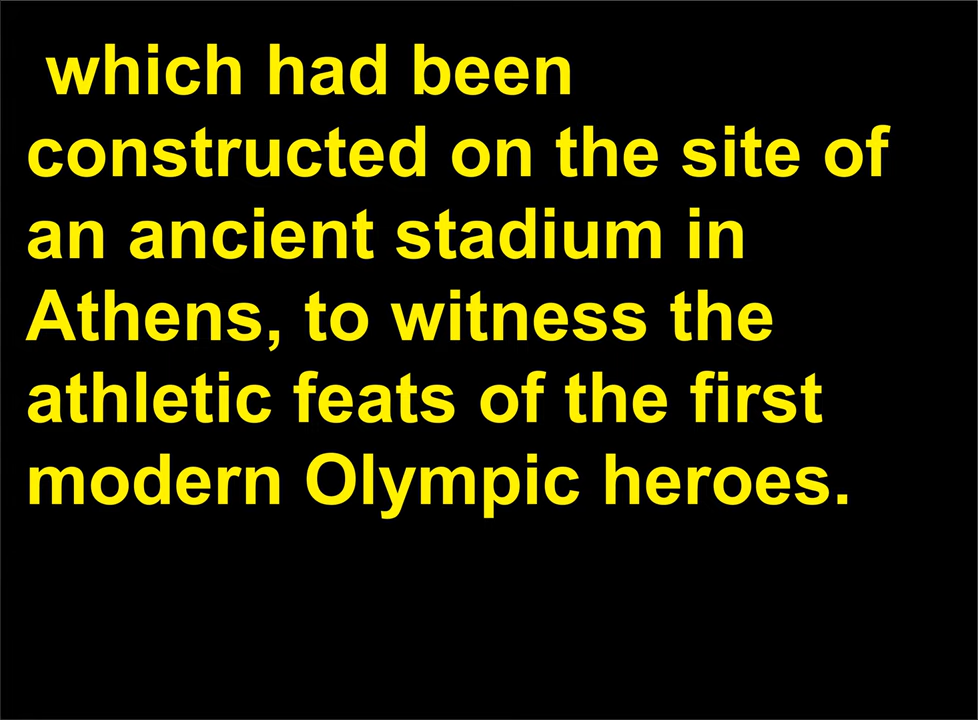 which had been
constructed on the site of
an ancient stadium in
Athens, to witness the
athletic feats of the first
modern Olympic heroes.